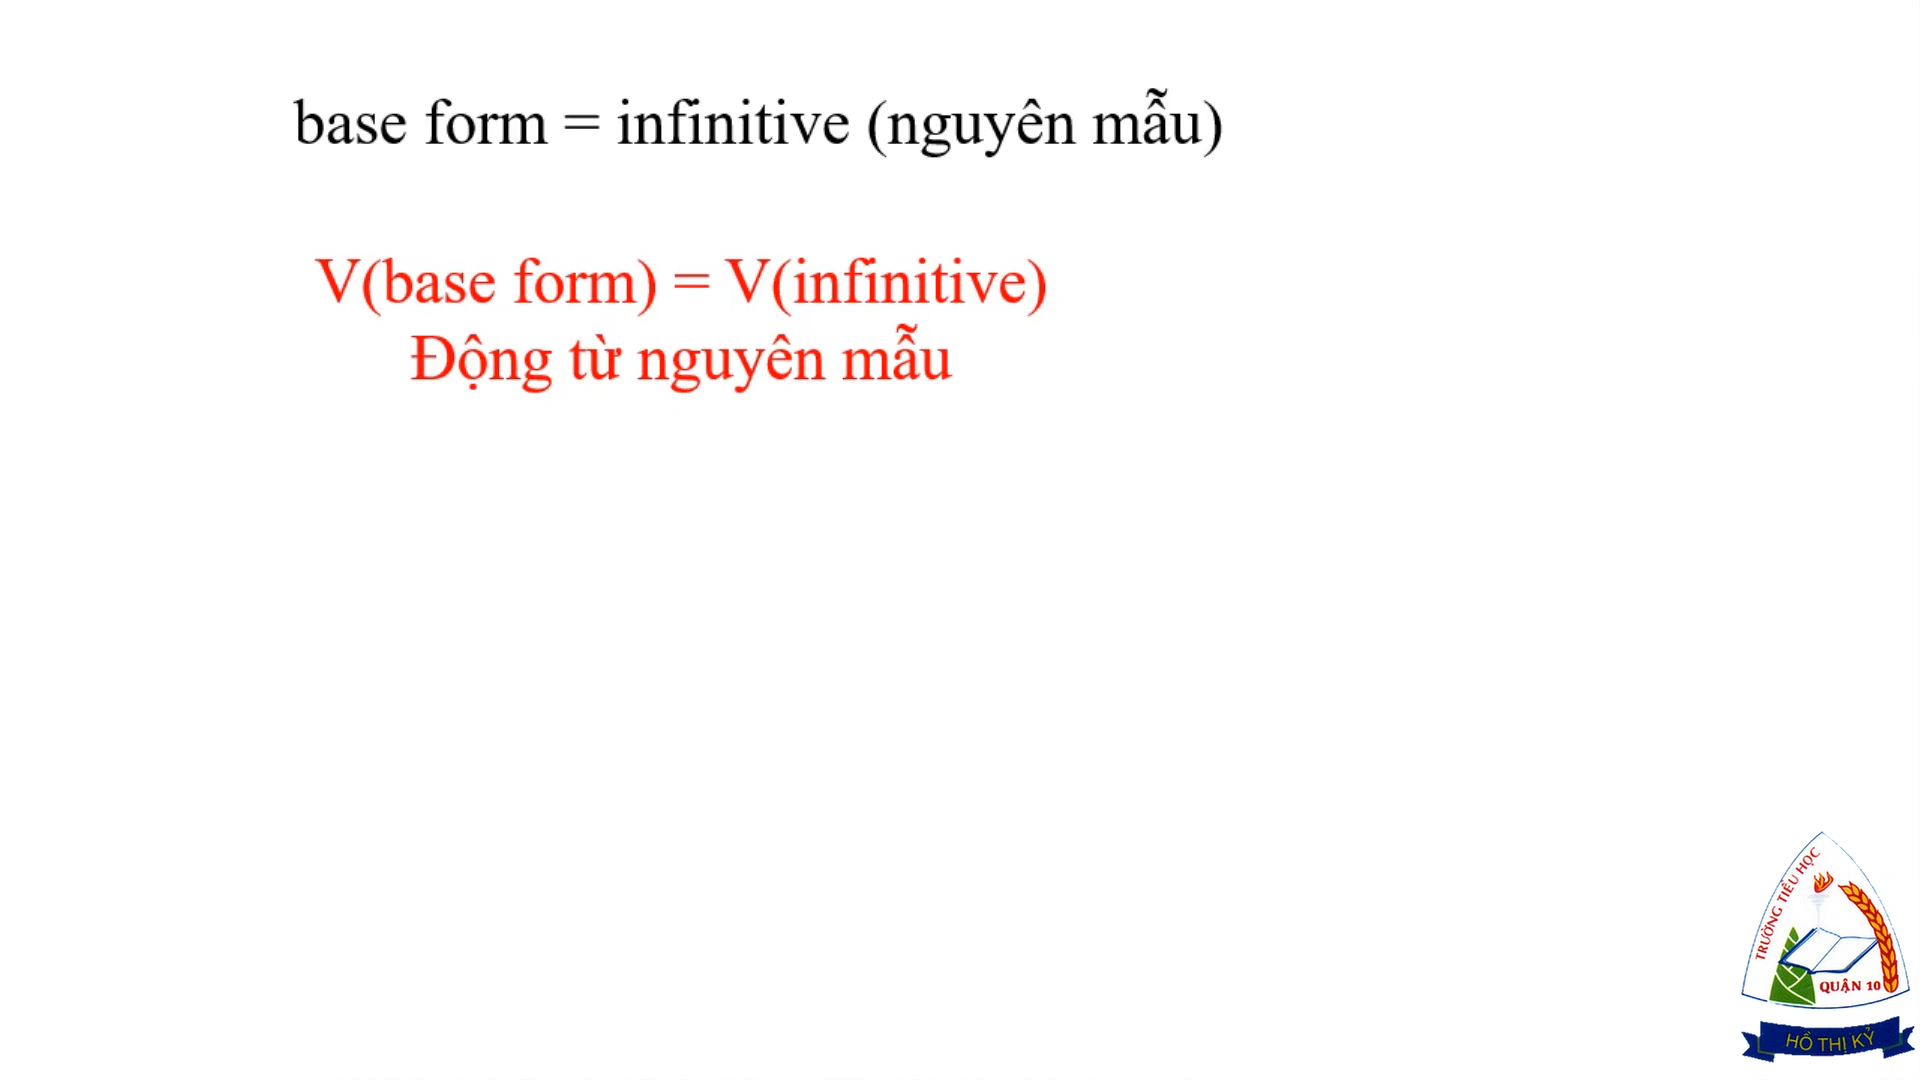 base form = infinitive (nguyên mẫu)
V(base form) = V(infinitive)
Động từ nguyên mẫu
TRƯỜNG TIỂU HỌC
QUẬN 10
HỒ THỊ KỶ